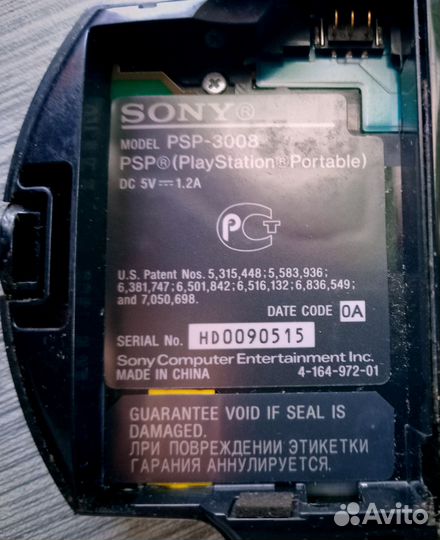 SONY®
MODEL PSP-3008
PSP®(PlayStation®Portable)
DC 5V⎓1.2A
РСТ
U.S. Patent Nos. 5,315,448; 5,583,936;
6,381,747; 6,501,842; 6,516,132; 6,836,549;
and 7,050,698.
DATE CODE 0A
SERIAL No. HD0090515
Sony Computer Entertainment Inc.
MADE IN CHINA 4-164-972-01
GUARANTEE VOID IF SEAL IS
DAMAGED.
ЛРИ ПОВРЕЖДЕНИИ ЭТИКЕТКИ
ГАРАНИЯ АННУЛИРУЕТСЯ.
Avito